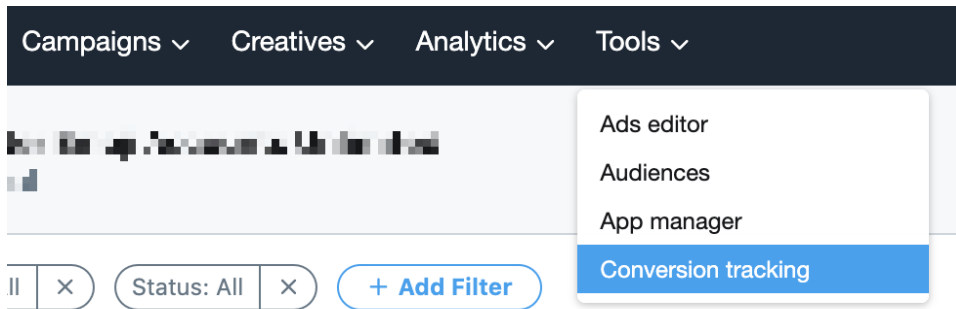 Campaigns Creatives Analytics Tools
Ads editor
Audiences
App manager
Conversion tracking
Status: All + Add Filter